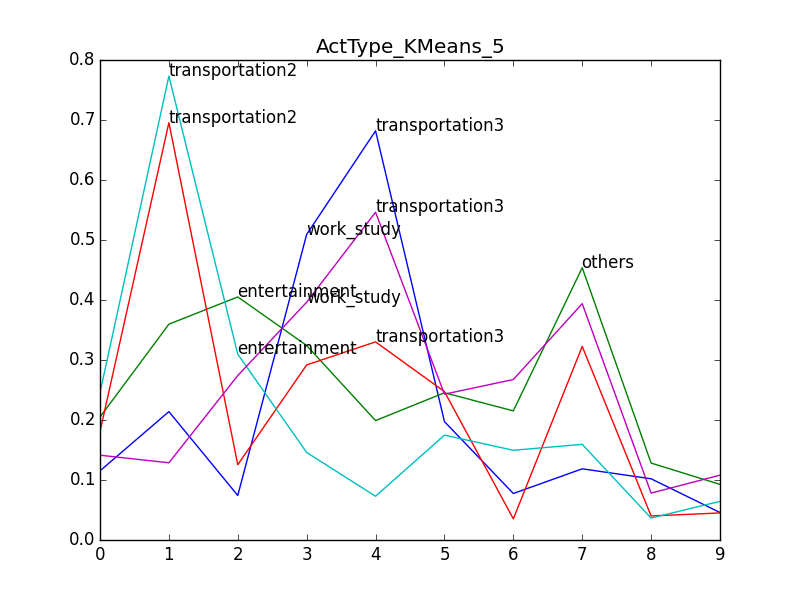 ActType_KMeans_5
0.8
transportation2
0.7
transportation2
transportation3
0.6
transportation3
0.5
work_study
others
0.4
entertainment
work_study
0.3
transportation3
entertainment
0.2
0.1
0.0
0 1 2 3 4 5 6 7 8 9